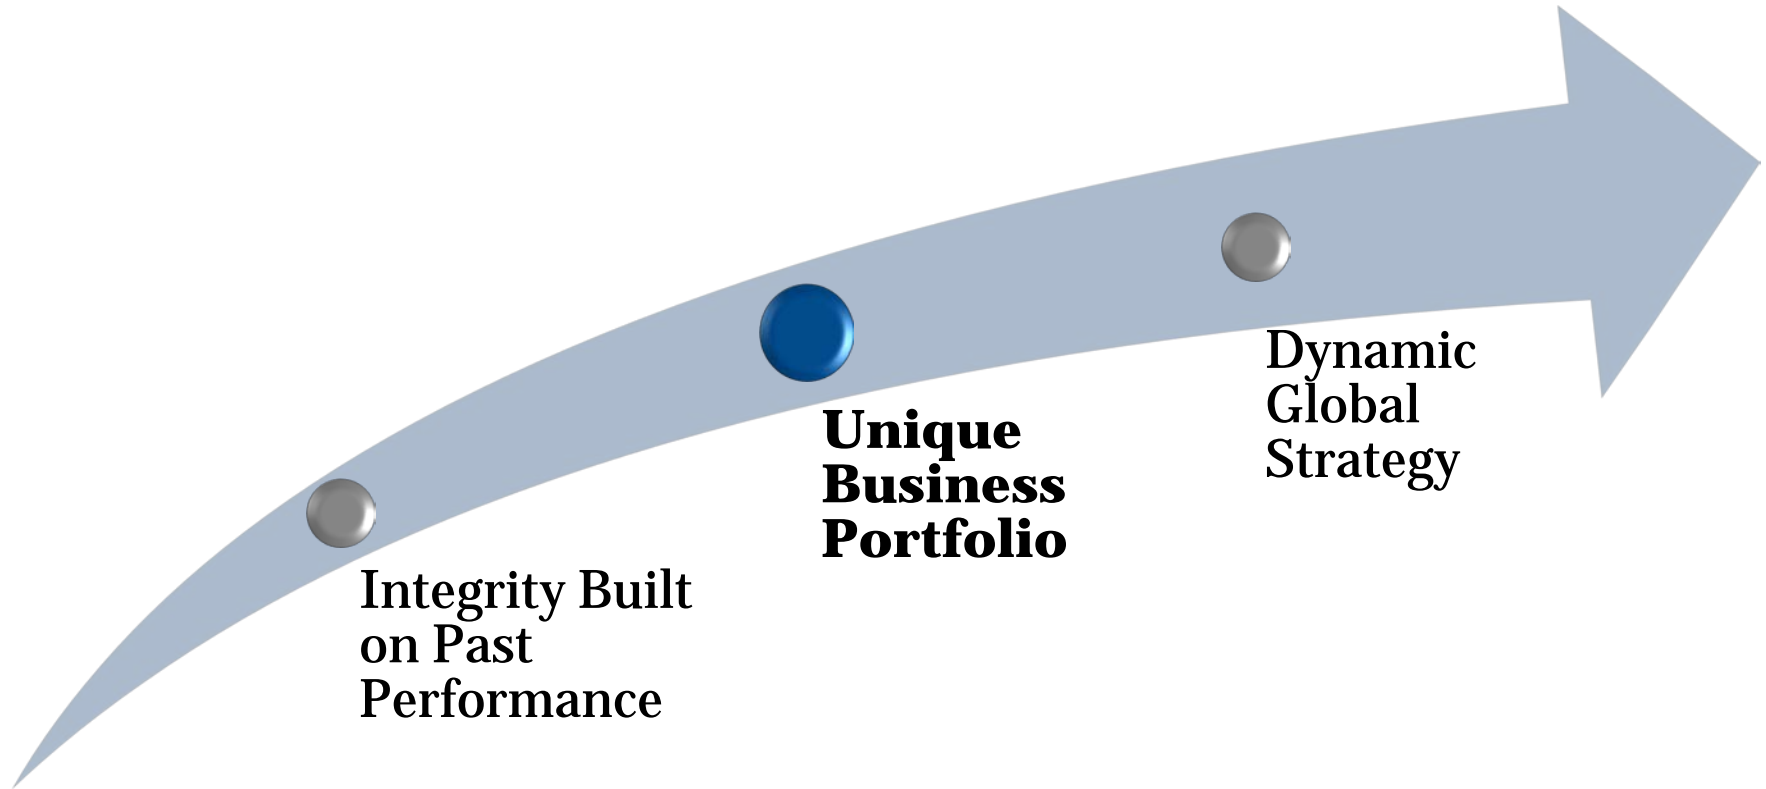 Integrity Built
on Past
Performance
Unique
Business
Portfolio
Dynamic
Global
Strategy